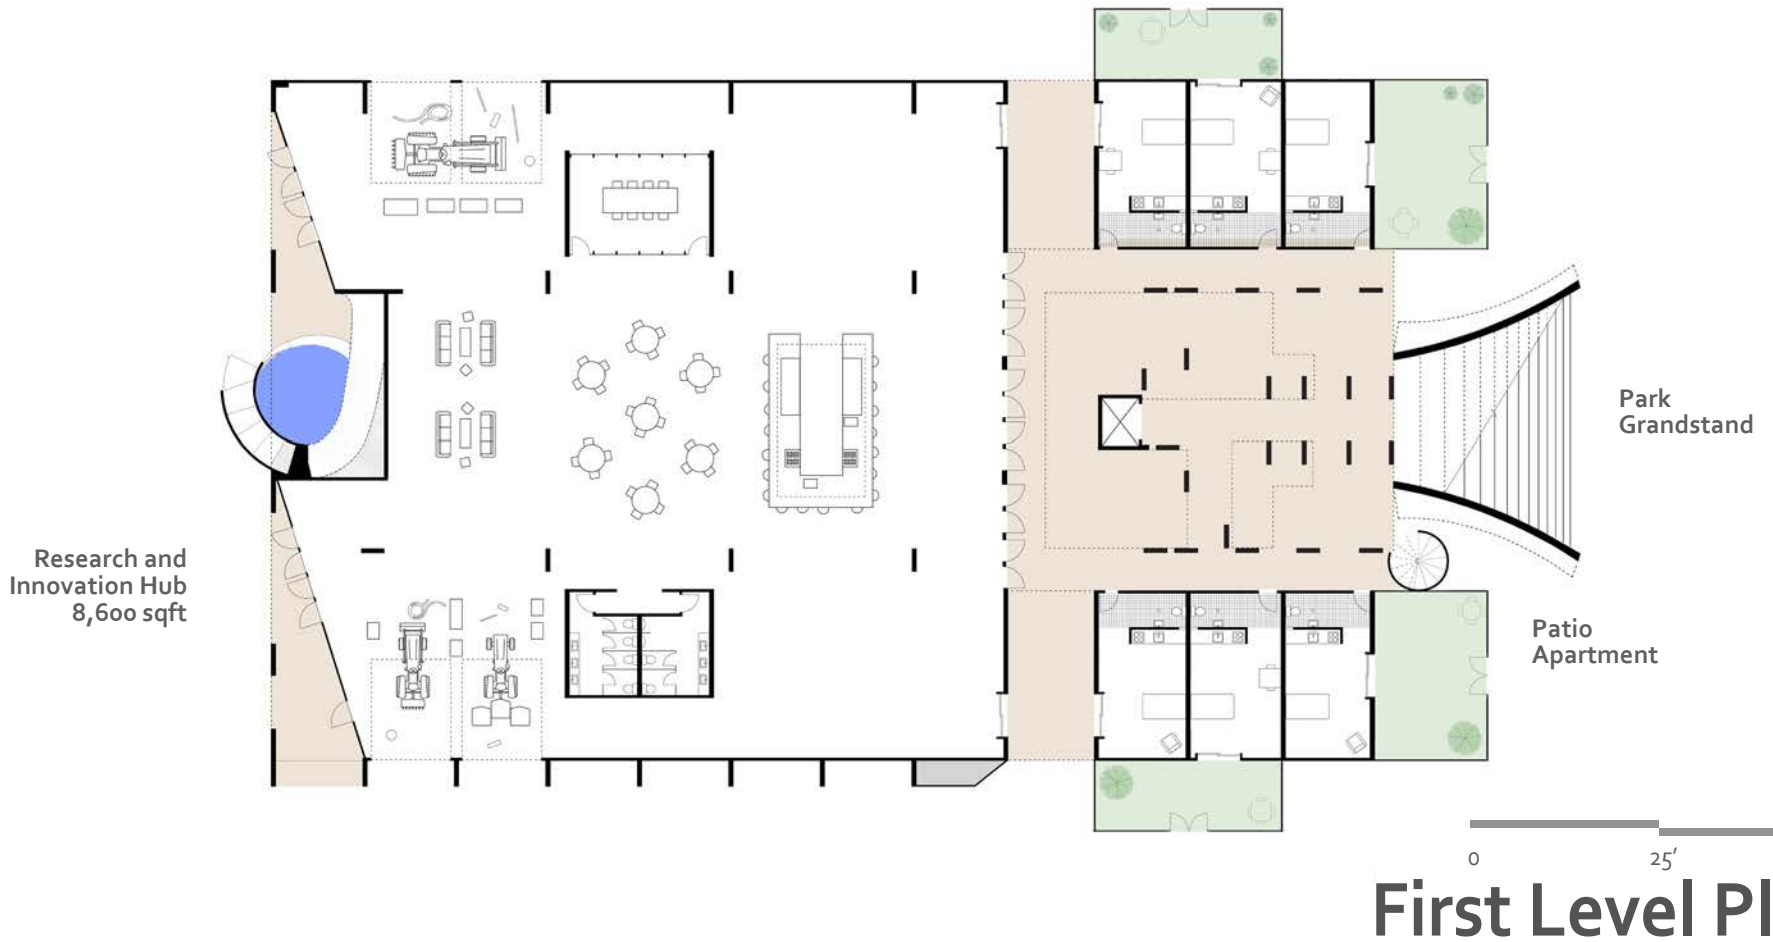 Park
Grandstand
Research and
Innovation Hub
8,600 sqft
Patio
Apartment
0 25′
First Level Pl